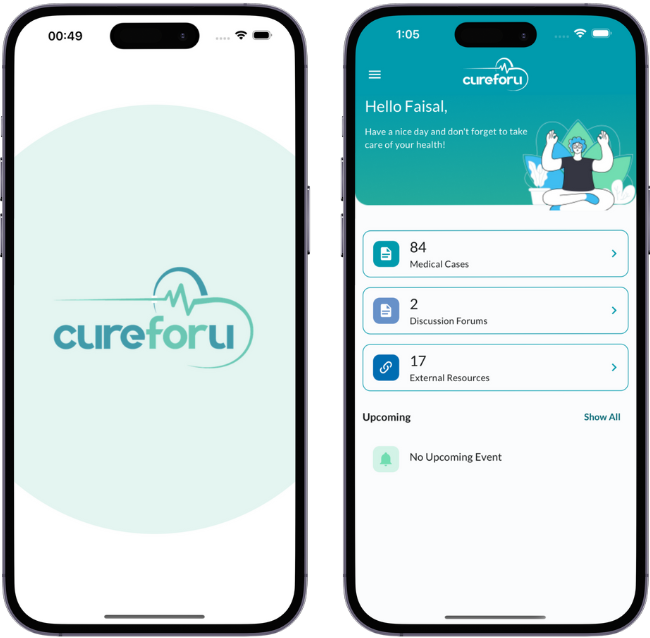 00:49
cureforu
1:05
cureforu
Hello Faisal,
Have a nice day and don't forget to take
care of your health!
84
Medical Cases
2
Discussion Forums
17
External Resources
Upcoming
Show All
No Upcoming Event